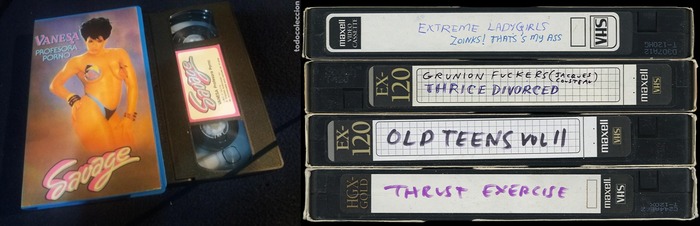 VANESA
PROFESORA
PORNO
Savage
Savage
todocoleccion
maxell
VIDEO
CASSETTE
EXTREME LADYGIRLS
ZOINKS! THAT'S MY ASS
VHS
T-120HG
EX-
120
GRUNION FUCKERS (JACQUES
COUSTEAU)
THRICE DIVORCED
maxell
VHS
EX-
120
OLD TEENS VOL II
maxell
VHS
HGX-
GOLD
THRUST EXERCISE
maxell
VHS